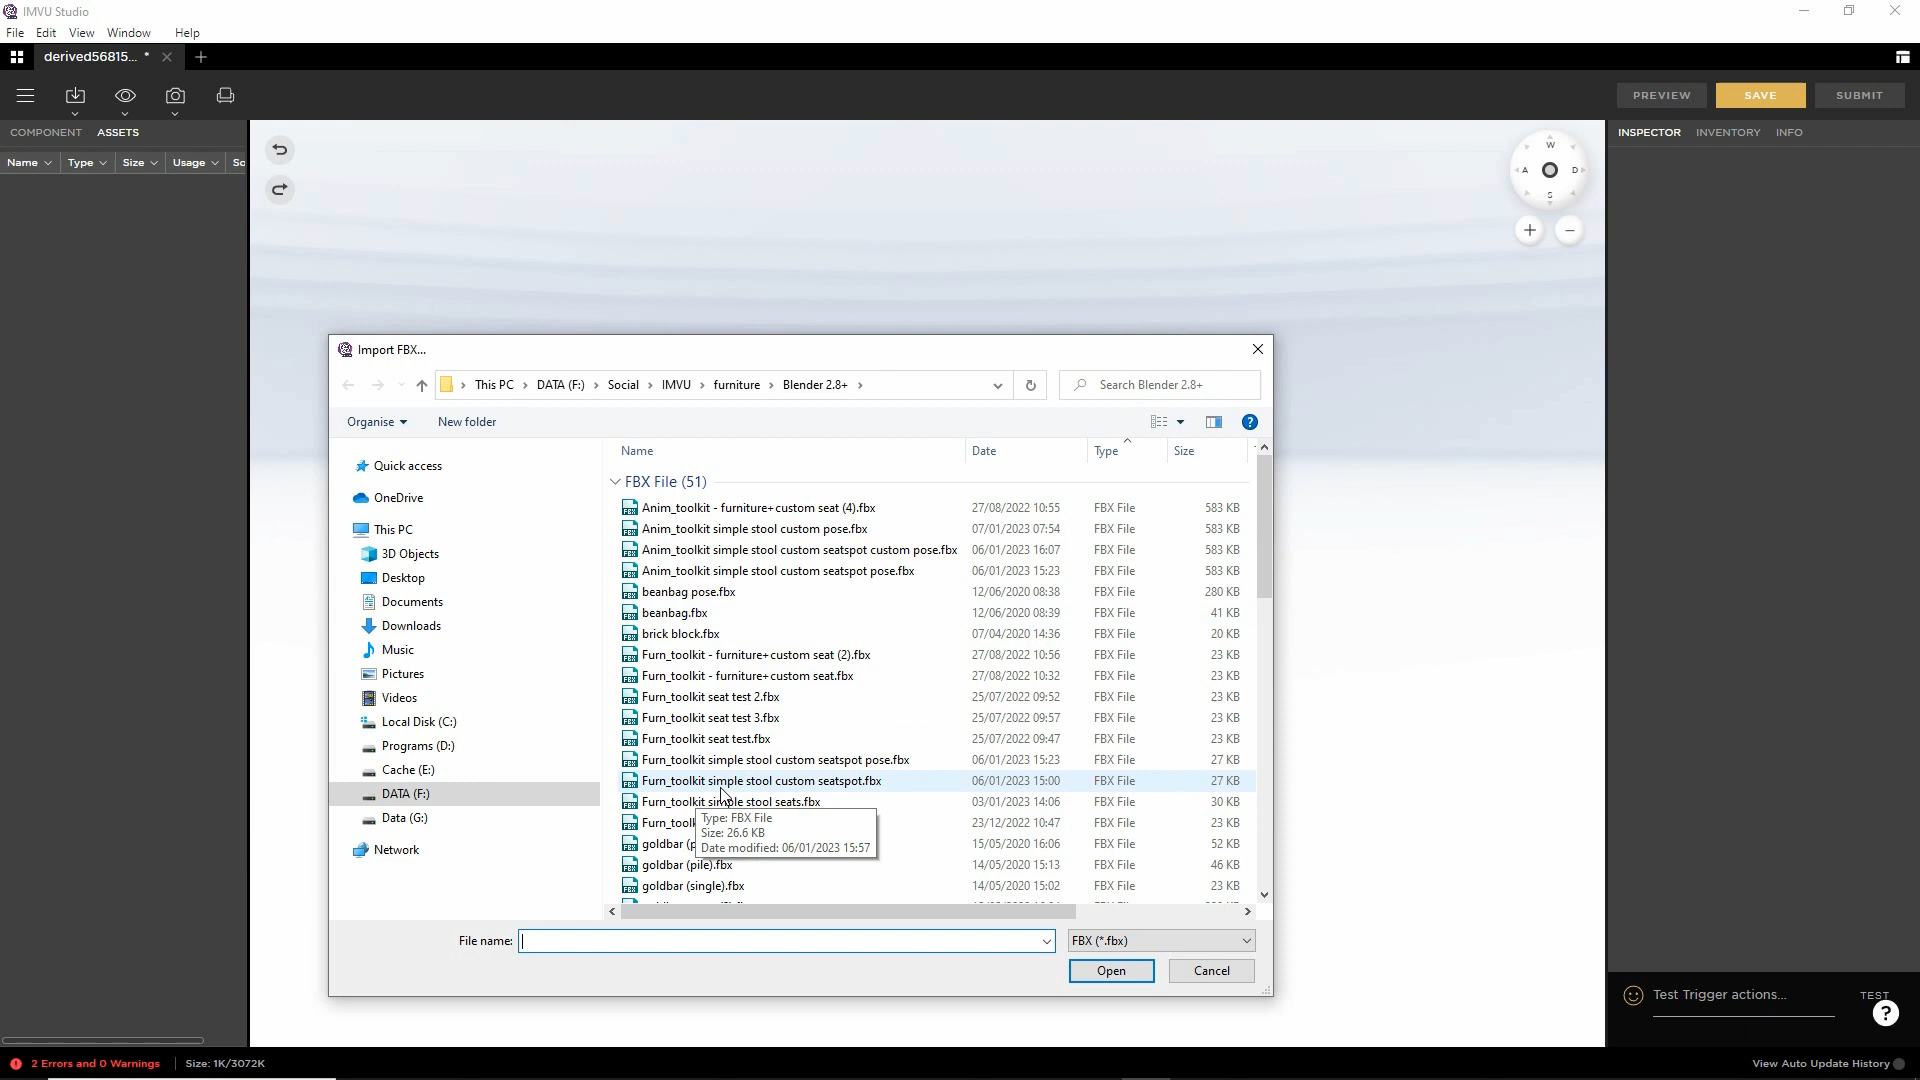 IMVU Studio
File Edit View Window Help
derived56815... *
PREVIEW SAVE SUBMIT
COMPONENT ASSETS
INSPECTOR INVENTORY INFO
Name Type Size Usage So
W
A D
S
Import FBX...
This PC DATA (F:) Social IMVU furniture Blender 2.8+
Search Blender 2.8+
Organise New folder
Name Date Type Size
Quick access
OneDrive
This PC
3D Objects
Desktop
Documents
Downloads
Music
Pictures
Videos
Local Disk (C:)
Programs (D:)
Cache (E:)
DATA (F:)
Data (G:)
Network
FBX File (51)
Anim_toolkit - furniture+custom seat (4).fbx 27/08/2022 10:55 FBX File 583 KB
Anim_toolkit simple stool custom pose.fbx 07/01/2023 07:54 FBX File 583 KB
Anim_toolkit simple stool custom seatspot custom pose.fbx 06/01/2023 16:07 FBX File 583 KB
Anim_toolkit simple stool custom seatspot pose.fbx 06/01/2023 15:23 FBX File 583 KB
beanbag pose.fbx 12/06/2020 08:38 FBX File 280 KB
beanbag.fbx 12/06/2020 08:39 FBX File 41 KB
brick block.fbx 07/04/2020 14:36 FBX File 20 KB
Furn_toolkit - furniture+custom seat (2).fbx 27/08/2022 10:56 FBX File 23 KB
Furn_toolkit - furniture+custom seat.fbx 27/08/2022 10:32 FBX File 23 KB
Furn_toolkit seat test 2.fbx 25/07/2022 09:52 FBX File 23 KB
Furn_toolkit seat test 3.fbx 25/07/2022 09:57 FBX File 23 KB
Furn_toolkit seat test.fbx 25/07/2022 09:47 FBX File 23 KB
Furn_toolkit simple stool custom seatspot pose.fbx 06/01/2023 15:23 FBX File 27 KB
Furn_toolkit simple stool custom seatspot.fbx 06/01/2023 15:00 FBX File 27 KB
Furn_toolkit simple stool seats.fbx 03/01/2023 14:06 FBX File 30 KB
Furn_toolk 23/12/2022 10:47 FBX File 23 KB
goldbar (p 15/05/2020 16:06 FBX File 52 KB
goldbar (pile).fbx 14/05/2020 15:13 FBX File 46 KB
goldbar (single).fbx 14/05/2020 15:02 FBX File 23 KB
Type: FBX File
Size: 26.6 KB
Date modified: 06/01/2023 15:57
File name: FBX (*.fbx)
Open Cancel
Test Trigger actions... TEST
2 Errors and 0 Warnings Size: 1K/3072K View Auto Update History